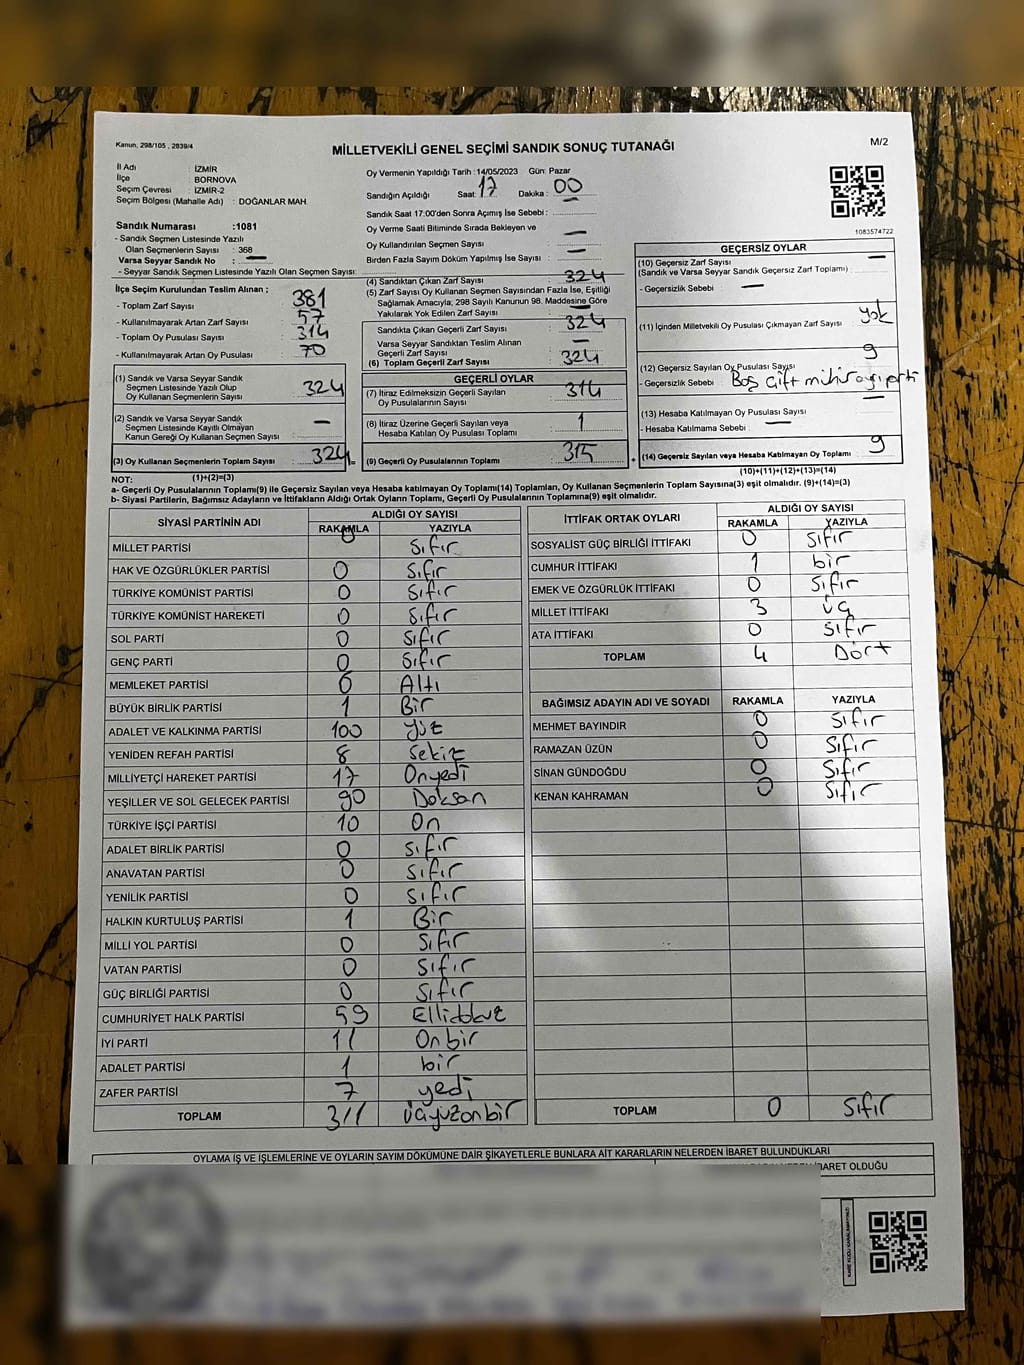 Kanun, 298/105 , 2839/4
MİLLETVEKİLİ GENEL SEÇİMİ SANDIK SONUÇ TUTANAĞI
M/2
İl Adı : İZMİR
İlçe : BORNOVA
Seçim Çevresi : İZMİR-2
Seçim Bölgesi (Mahalle Adı) : DOĞANLAR MAH.
Sandık Numarası :1081
- Sandık Seçmen Listesinde Yazılı
Olan Seçmenlerin Sayısı : 368
Varsa Seyyar Sandık No : —
- Seyyar Sandık Seçmen Listesinde Yazılı Olan Seçmen Sayısı:
Oy Vermenin Yapıldığı Tarih : 14/05/2023 Gün: Pazar
Sandığın Açıldığı Saat: 17 Dakika : 00
Sandık Saat 17.00'den Sonra Açımış İse Sebebi :
Oy Verme Saati Bitiminde Sırada Bekleyen ve
Oy Kullandırılan Seçmen Sayısı —
Birden Fazla Sayım Döküm Yapılmış İse Sayısı : —
1083574722
İlçe Seçim Kurulundan Teslim Alınan ;
- Toplam Zarf Sayısı : 381
- Kullanılmayarak Artan Zarf Sayısı : 57
- Toplam Oy Pusulası Sayısı : 314
- Kullanılmayarak Artan Oy Pusulası : 70
(1) Sandık ve Varsa Seyyar Sandık
Seçmen Listesinde Yazılı Olup
Oy Kullanan Seçmenlerin Sayısı : 324
(2) Sandık ve Varsa Seyyar Sandık
Seçmen Listesinde Kayıtlı Olmayan
Kanun Gereği Oy Kullanan Seçmen Sayısı : —
(3) Oy Kullanan Seçmenlerin Toplam Sayısı : 324
(1)+(2)=(3)
(4) Sandıktan Çıkan Zarf Sayısı : 324
(5) Zarf Sayısı Oy Kullanan Seçmen Sayısından Fazla İse, Eşitliği
Sağlamak Amacıyla; 298 Sayılı Kanunun 98. Maddesine Göre
Yakılarak Yok Edilen Zarf Sayısı : —
Sandıkta Çıkan Geçerli Zarf Sayısı : 324
Varsa Seyyar Sandıktan Teslim Alınan
Geçerli Zarf Sayısı : —
(6) Toplam Geçerli Zarf Sayısı : 324
GEÇERLİ OYLAR
(7) İtiraz Edilmeksizin Geçerli Sayılan
Oy Pusulalarının Sayısı : 314
(8) İtiraz Üzerine Geçerli Sayılan veya
Hesaba Katılan Oy Pusulası Toplamı : 1
(9) Geçerli Oy Pusulalarının Toplamı : 315
GEÇERSİZ OYLAR
(10) Geçersiz Zarf Sayısı : —
(Sandık ve Varsa Seyyar Sandık Geçersiz Zarf Toplamı)
- Geçersizlik Sebebi : —
(11) İçinden Milletvekili Oy Pusulası Çıkmayan Zarf Sayısı : yok
(12) Geçersiz Sayılan Oy Pusulası Sayısı : 9
- Geçersizlik Sebebi : Boş çift mühür ayrı parti
(13) Hesaba Katılmayan Oy Pusulası Sayısı : —
- Hesaba Katılmama Sebebi : —
(14) Geçersiz Sayılan veya Hesaba Katılmayan Oy Toplamı : 9
(10)+(11)+(12)+(13)=(14)
NOT:
a- Geçerli Oy Pusulalarının Toplamı(9) ile Geçersiz Sayılan veya Hesaba Katılmayan Oy Toplamı(14) Toplamları, Oy Kullanan Seçmenlerin Toplam Sayısına(3) eşit olmalıdır. (9)+(14)=(3)
b- Siyasi Partilerin, Bağımsız Adayların ve İttifakların Aldığı Ortak Oyların Toplamı, Geçerli Oy Pusulalarının Toplamına(9) eşit olmalıdır.
SİYASİ PARTİNİN ADI ALDIĞI OY SAYISI
RAKAMLA YAZIYLA
MİLLET PARTİSİ 0 Sıfır
HAK VE ÖZGÜRLÜKLER PARTİSİ 0 Sıfır
TÜRKİYE KOMÜNİST PARTİSİ 0 Sıfır
TÜRKİYE KOMÜNİST HAREKETİ 0 Sıfır
SOL PARTİ 0 Sıfır
GENÇ PARTİ 0 Sıfır
MEMLEKET PARTİSİ 6 Altı
BÜYÜK BİRLİK PARTİSİ 1 Bir
ADALET VE KALKINMA PARTİSİ 100 Yüz
YENİDEN REFAH PARTİSİ 8 Sekiz
MİLLİYETÇİ HAREKET PARTİSİ 17 Onyedi
YEŞİLLER VE SOL GELECEK PARTİSİ 90 Doksan
TÜRKİYE İŞÇİ PARTİSİ 10 On
ADALET BİRLİK PARTİSİ 0 Sıfır
ANAVATAN PARTİSİ 0 Sıfır
YENİLİK PARTİSİ 0 Sıfır
HALKIN KURTULUŞ PARTİSİ 1 Bir
MİLLİ YOL PARTİSİ 0 Sıfır
VATAN PARTİSİ 0 Sıfır
GÜÇ BİRLİĞİ PARTİSİ 0 Sıfır
CUMHURİYET HALK PARTİSİ 59 Ellidokuz
İYİ PARTİ 11 Onbir
ADALET PARTİSİ 1 bir
ZAFER PARTİSİ 7 yedi
TOPLAM 311 üçyüzonbir
İTTİFAK ORTAK OYLARI ALDIĞI OY SAYISI
RAKAMLA YAZIYLA
SOSYALİST GÜÇ BİRLİĞİ İTTİFAKI 0 Sıfır
CUMHUR İTTİFAKI 1 bir
EMEK VE ÖZGÜRLÜK İTTİFAKI 0 Sıfır
MİLLET İTTİFAKI 3 üç
ATA İTTİFAKI 0 Sıfır
TOPLAM 4 Dört
BAĞIMSIZ ADAYIN ADI VE SOYADI RAKAMLA YAZIYLA
MEHMET BAYINDIR 0 Sıfır
RAMAZAN ÜZÜN 0 Sıfır
SİNAN GÜNDOĞDU 0 Sıfır
KENAN KAHRAMAN 0 Sıfır
TOPLAM 0 Sıfır
OYLAMA İŞ VE İŞLEMLERİNE VE OYLARIN SAYIM DÖKÜMÜNE DAİR ŞİKAYETLERLE BUNLARA AİT KARARLARIN NELERDEN İBARET BULUNDUKLARI
İBARET OLDUĞU
KARE KODU KARALAMAYINIZ!